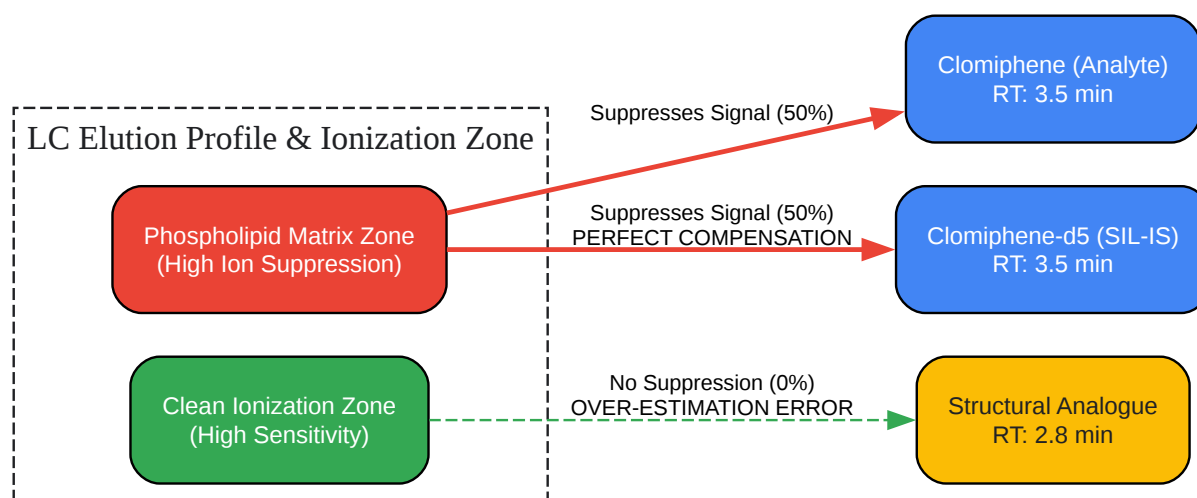 Clomiphene (Analyte)
RT: 3.5 min
Suppresses Signal (50%)
LC Elution Profile & Ionization Zone
Phospholipid Matrix Zone
(High Ion Suppression)
Suppresses Signal (50%)
PERFECT COMPENSATION
Clomiphene-d5 (SIL-IS)
RT: 3.5 min
Clean Ionization Zone
(High Sensitivity)
No Suppression (0%)
OVER-ESTIMATION ERROR
Structural Analogue
RT: 2.8 min